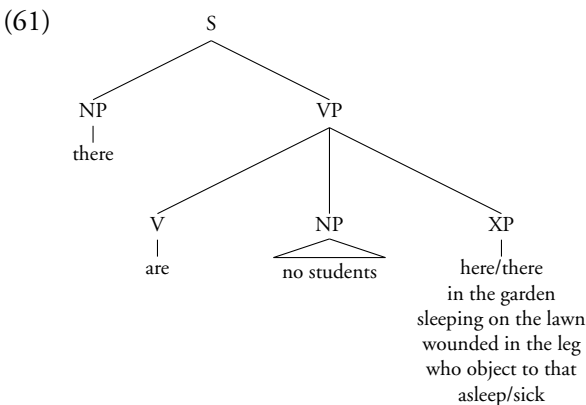 (61)
S
NP VP
there
V NP XP
are no students here/there
in the garden
sleeping on the lawn
wounded in the leg
who object to that
asleep/sick